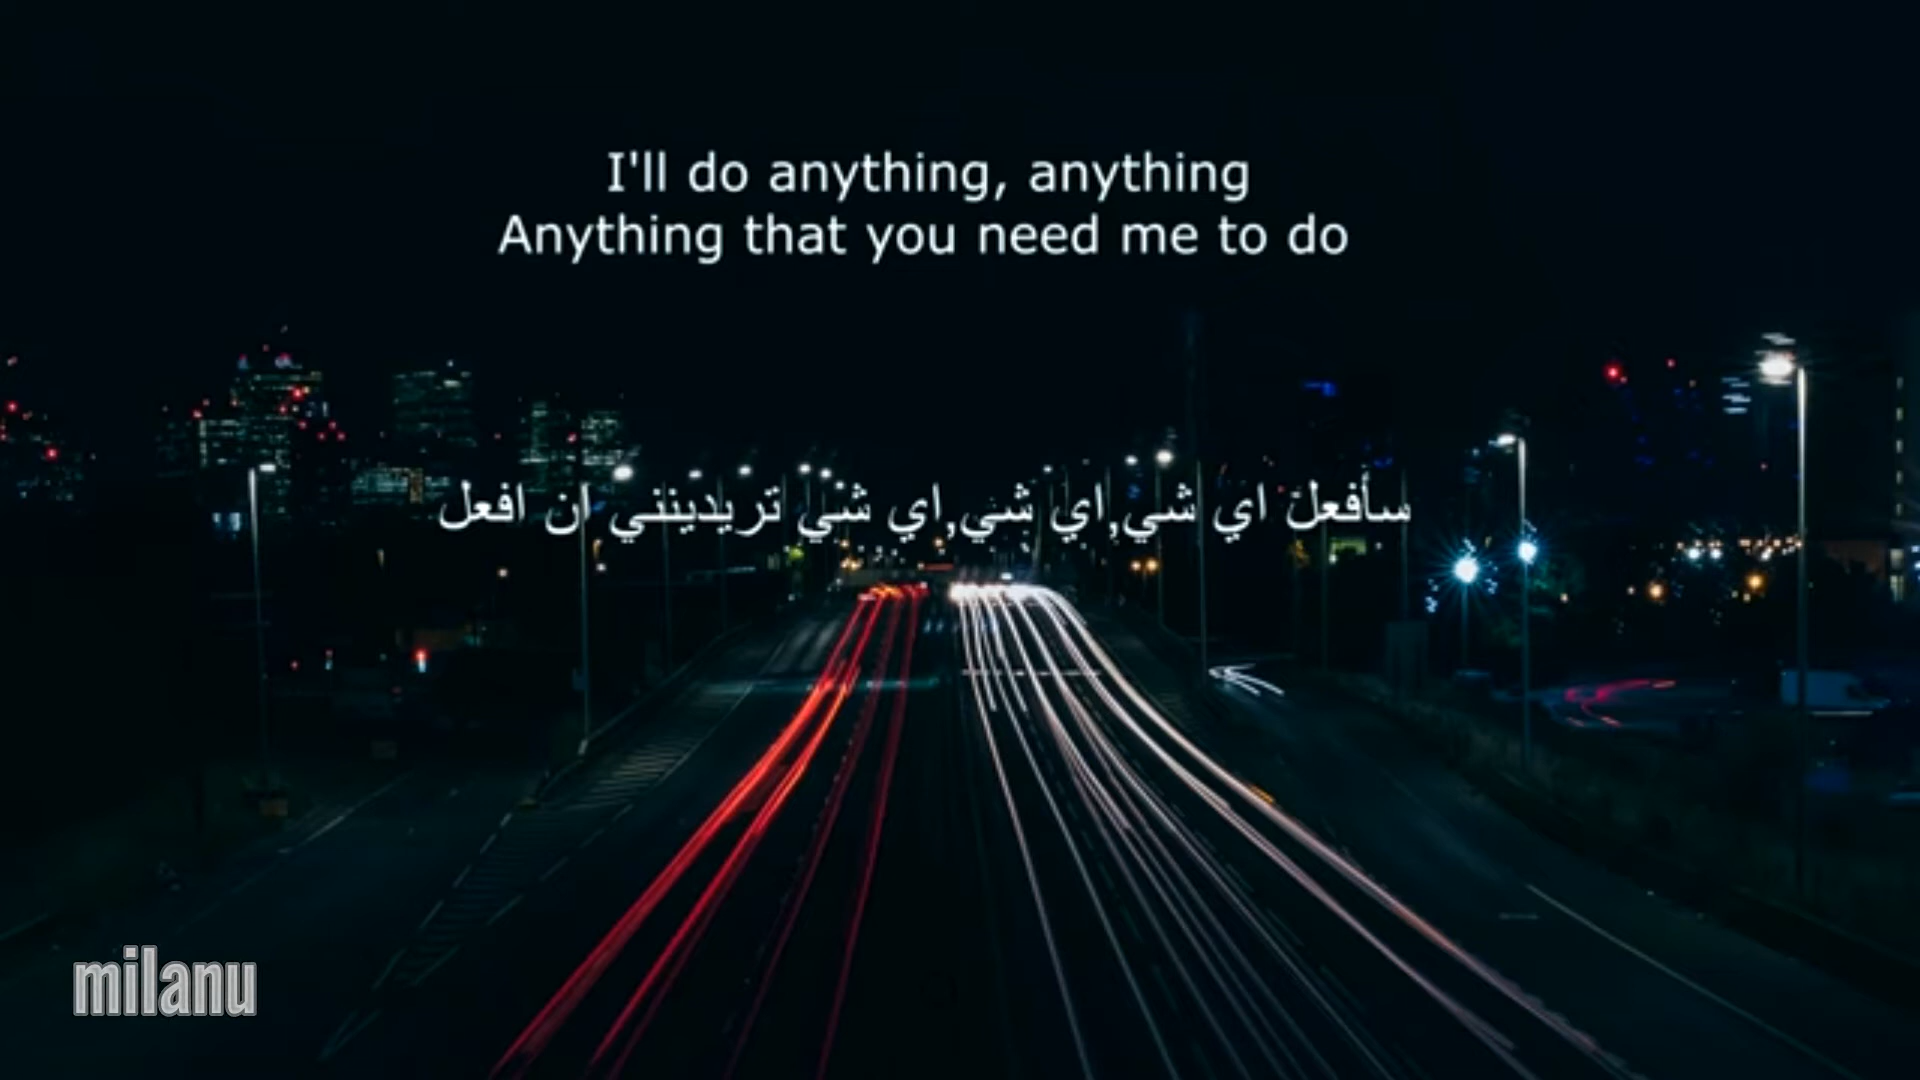 I'll do anything, anything
Anything that you need me to do
سأفعل اي شي,اي شي,اي شي تريدينني ان افعل
milanu